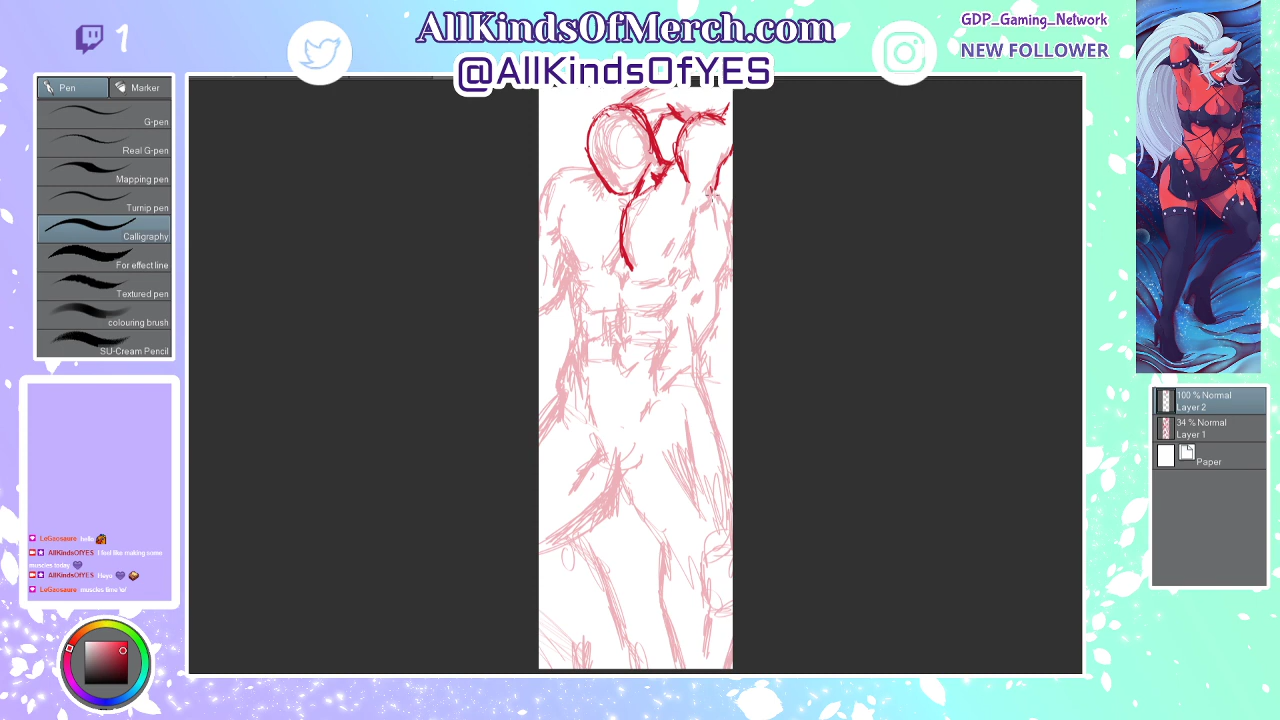 1
AllKindsOfMerch.com
@AllKindsOfYES
GDP_Gaming_Network
NEW FOLLOWER
Pen
Marker
G-pen
Real G-pen
Mapping pen
Turnip pen
Calligraphy
For effect line
Textured pen
colouring brush
SU-Cream Pencil
LeGaosaure hello
AllKindsOfYES I feel like making some
muscles today
AllKindsOfYES Heyo
LeGaosaure muscles time \o/
100 % Normal
Layer 2
34 % Normal
Layer 1
Paper